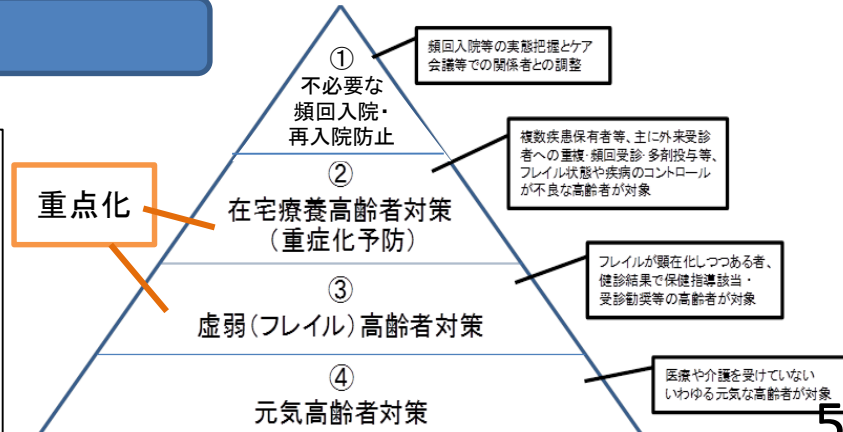 ①
不必要な
頻回入院・
再入院防止
頻回入院等の実態把握とケア
会議等での関係者との調整
重点化
②
在宅療養高齢者対策
（重症化予防）
複数疾患保有者等、主に外来受診
者への重複・頻回受診・多剤投与等、
フレイル状態や疾病のコントロール
が不良な高齢者が対象
③
虚弱（フレイル）高齢者対策
フレイルが顕在化しつつある者、
健診結果で保健指導該当・
受診勧奨等の高齢者が対象
④
元気高齢者対策
医療や介護を受けていない
いわゆる元気な高齢者が対象
5